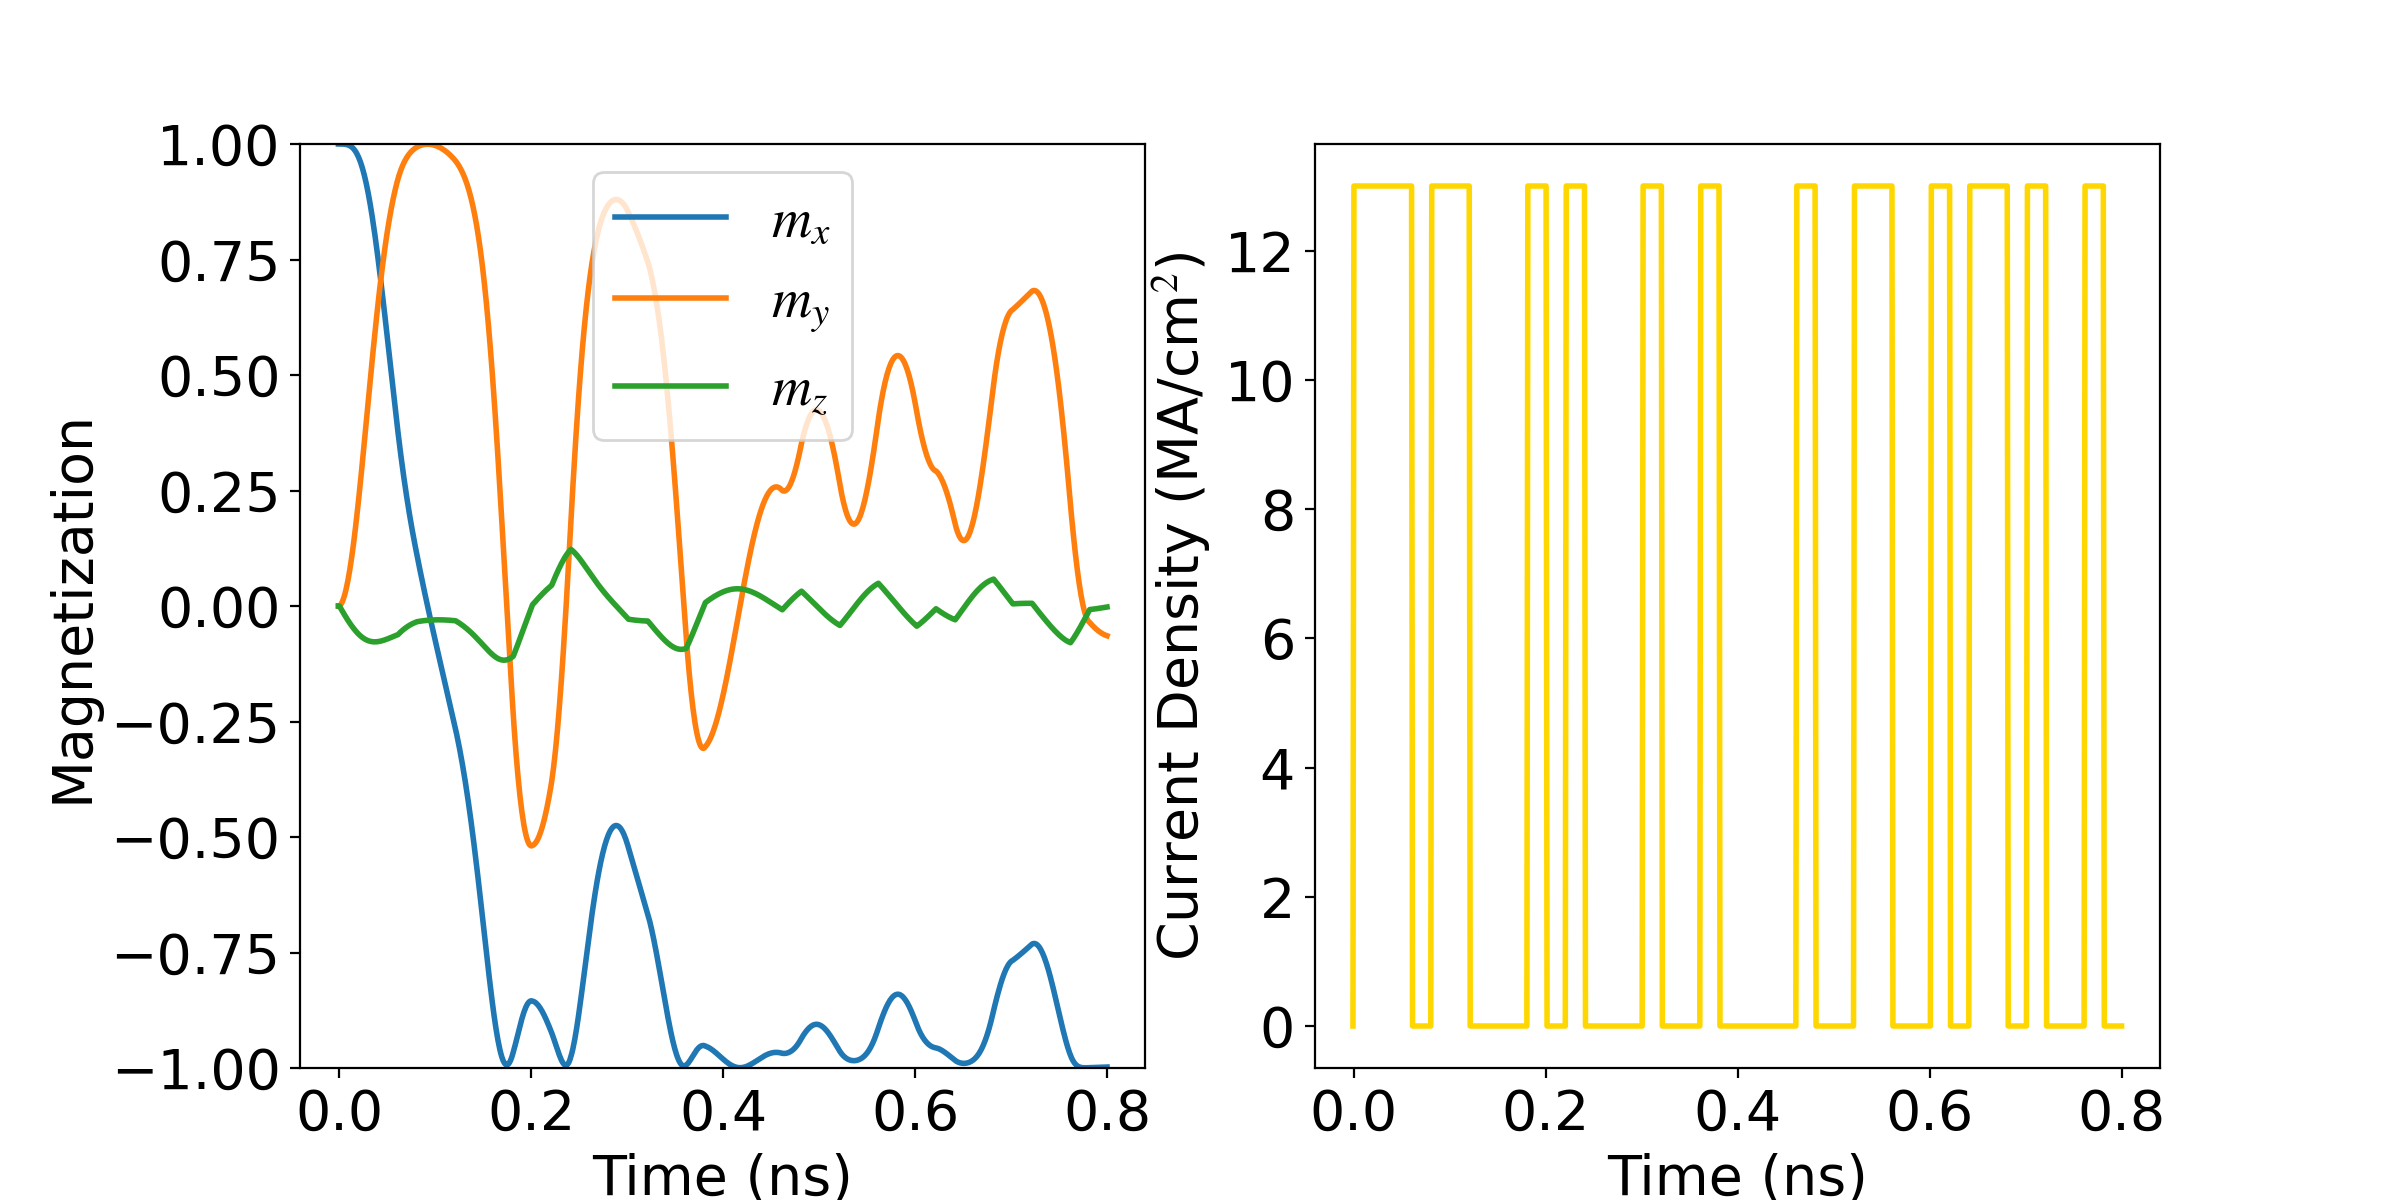 Magnetization
1.00
0.75
0.50
0.25
0.00
−0.25
−0.50
−0.75
−1.00
0.0 0.2 0.4 0.6 0.8
Time (ns)
m_x
m_y
m_z
Current Density (MA/cm²)
12
10
8
6
4
2
0
0.0 0.2 0.4 0.6 0.8
Time (ns)